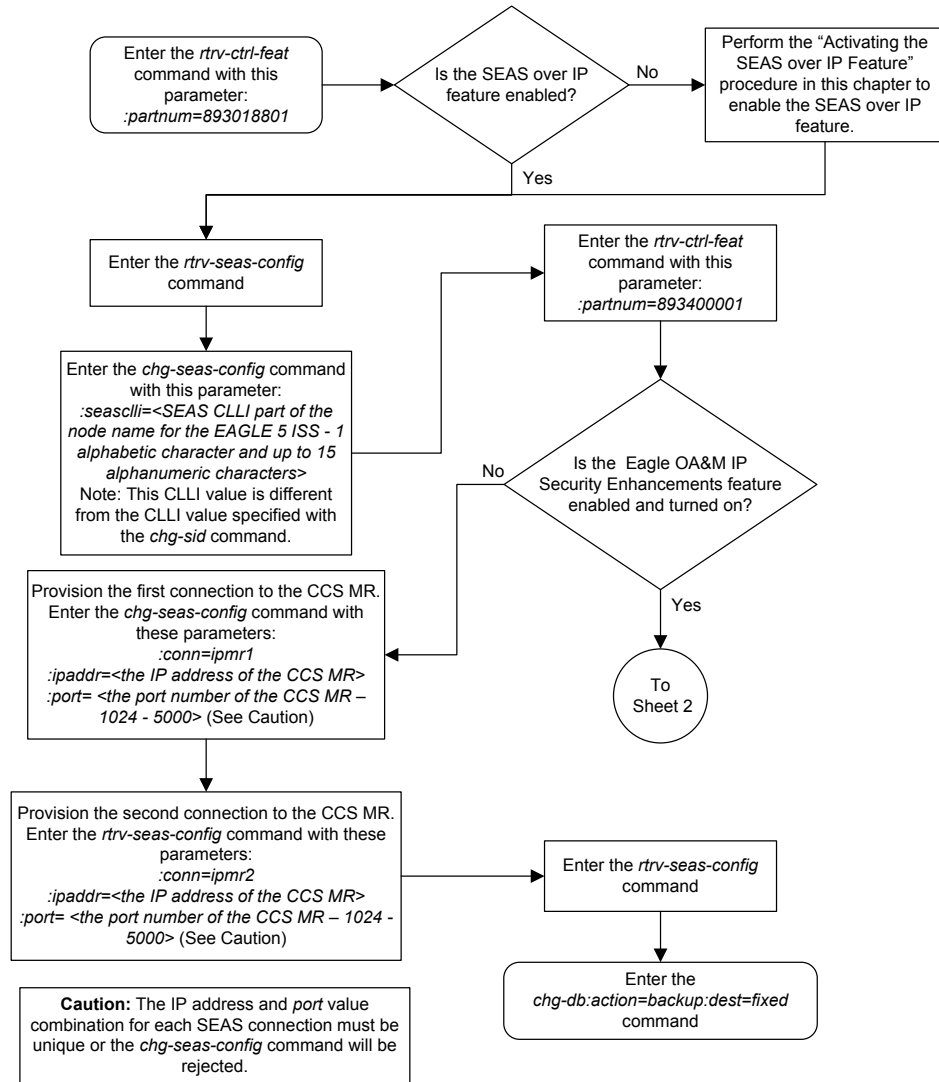 Enter the rtrv-ctrl-feat
command with this
parameter:
:partnum=893018801
Is the SEAS over IP
feature enabled?
No
Perform the “Activating the
SEAS over IP Feature”
procedure in this chapter to
enable the SEAS over IP
feature.
Yes
Enter the rtrv-seas-config
command
Enter the rtrv-ctrl-feat
command with this
parameter:
:partnum=893400001
Enter the chg-seas-config command
with this parameter:
:seasclli=<SEAS CLLI part of the
node name for the EAGLE 5 ISS - 1
alphabetic character and up to 15
alphanumeric characters>
Note: This CLLI value is different
from the CLLI value specified with
the chg-sid command.
No
Is the Eagle OA&M IP
Security Enhancements feature
enabled and turned on?
Yes
To
Sheet 2
Provision the first connection to the CCS MR.
Enter the chg-seas-config command with
these parameters:
:conn=ipmr1
:ipaddr=<the IP address of the CCS MR>
:port= <the port number of the CCS MR –
1024 - 5000> (See Caution)
Provision the second connection to the CCS MR.
Enter the rtrv-seas-config command with these
parameters:
:conn=ipmr2
:ipaddr=<the IP address of the CCS MR>
:port= <the port number of the CCS MR – 1024 -
5000> (See Caution)
Enter the rtrv-seas-config
command
Enter the
chg-db:action=backup:dest=fixed
command
Caution: The IP address and port value
combination for each SEAS connection must be
unique or the chg-seas-config command will be
rejected.